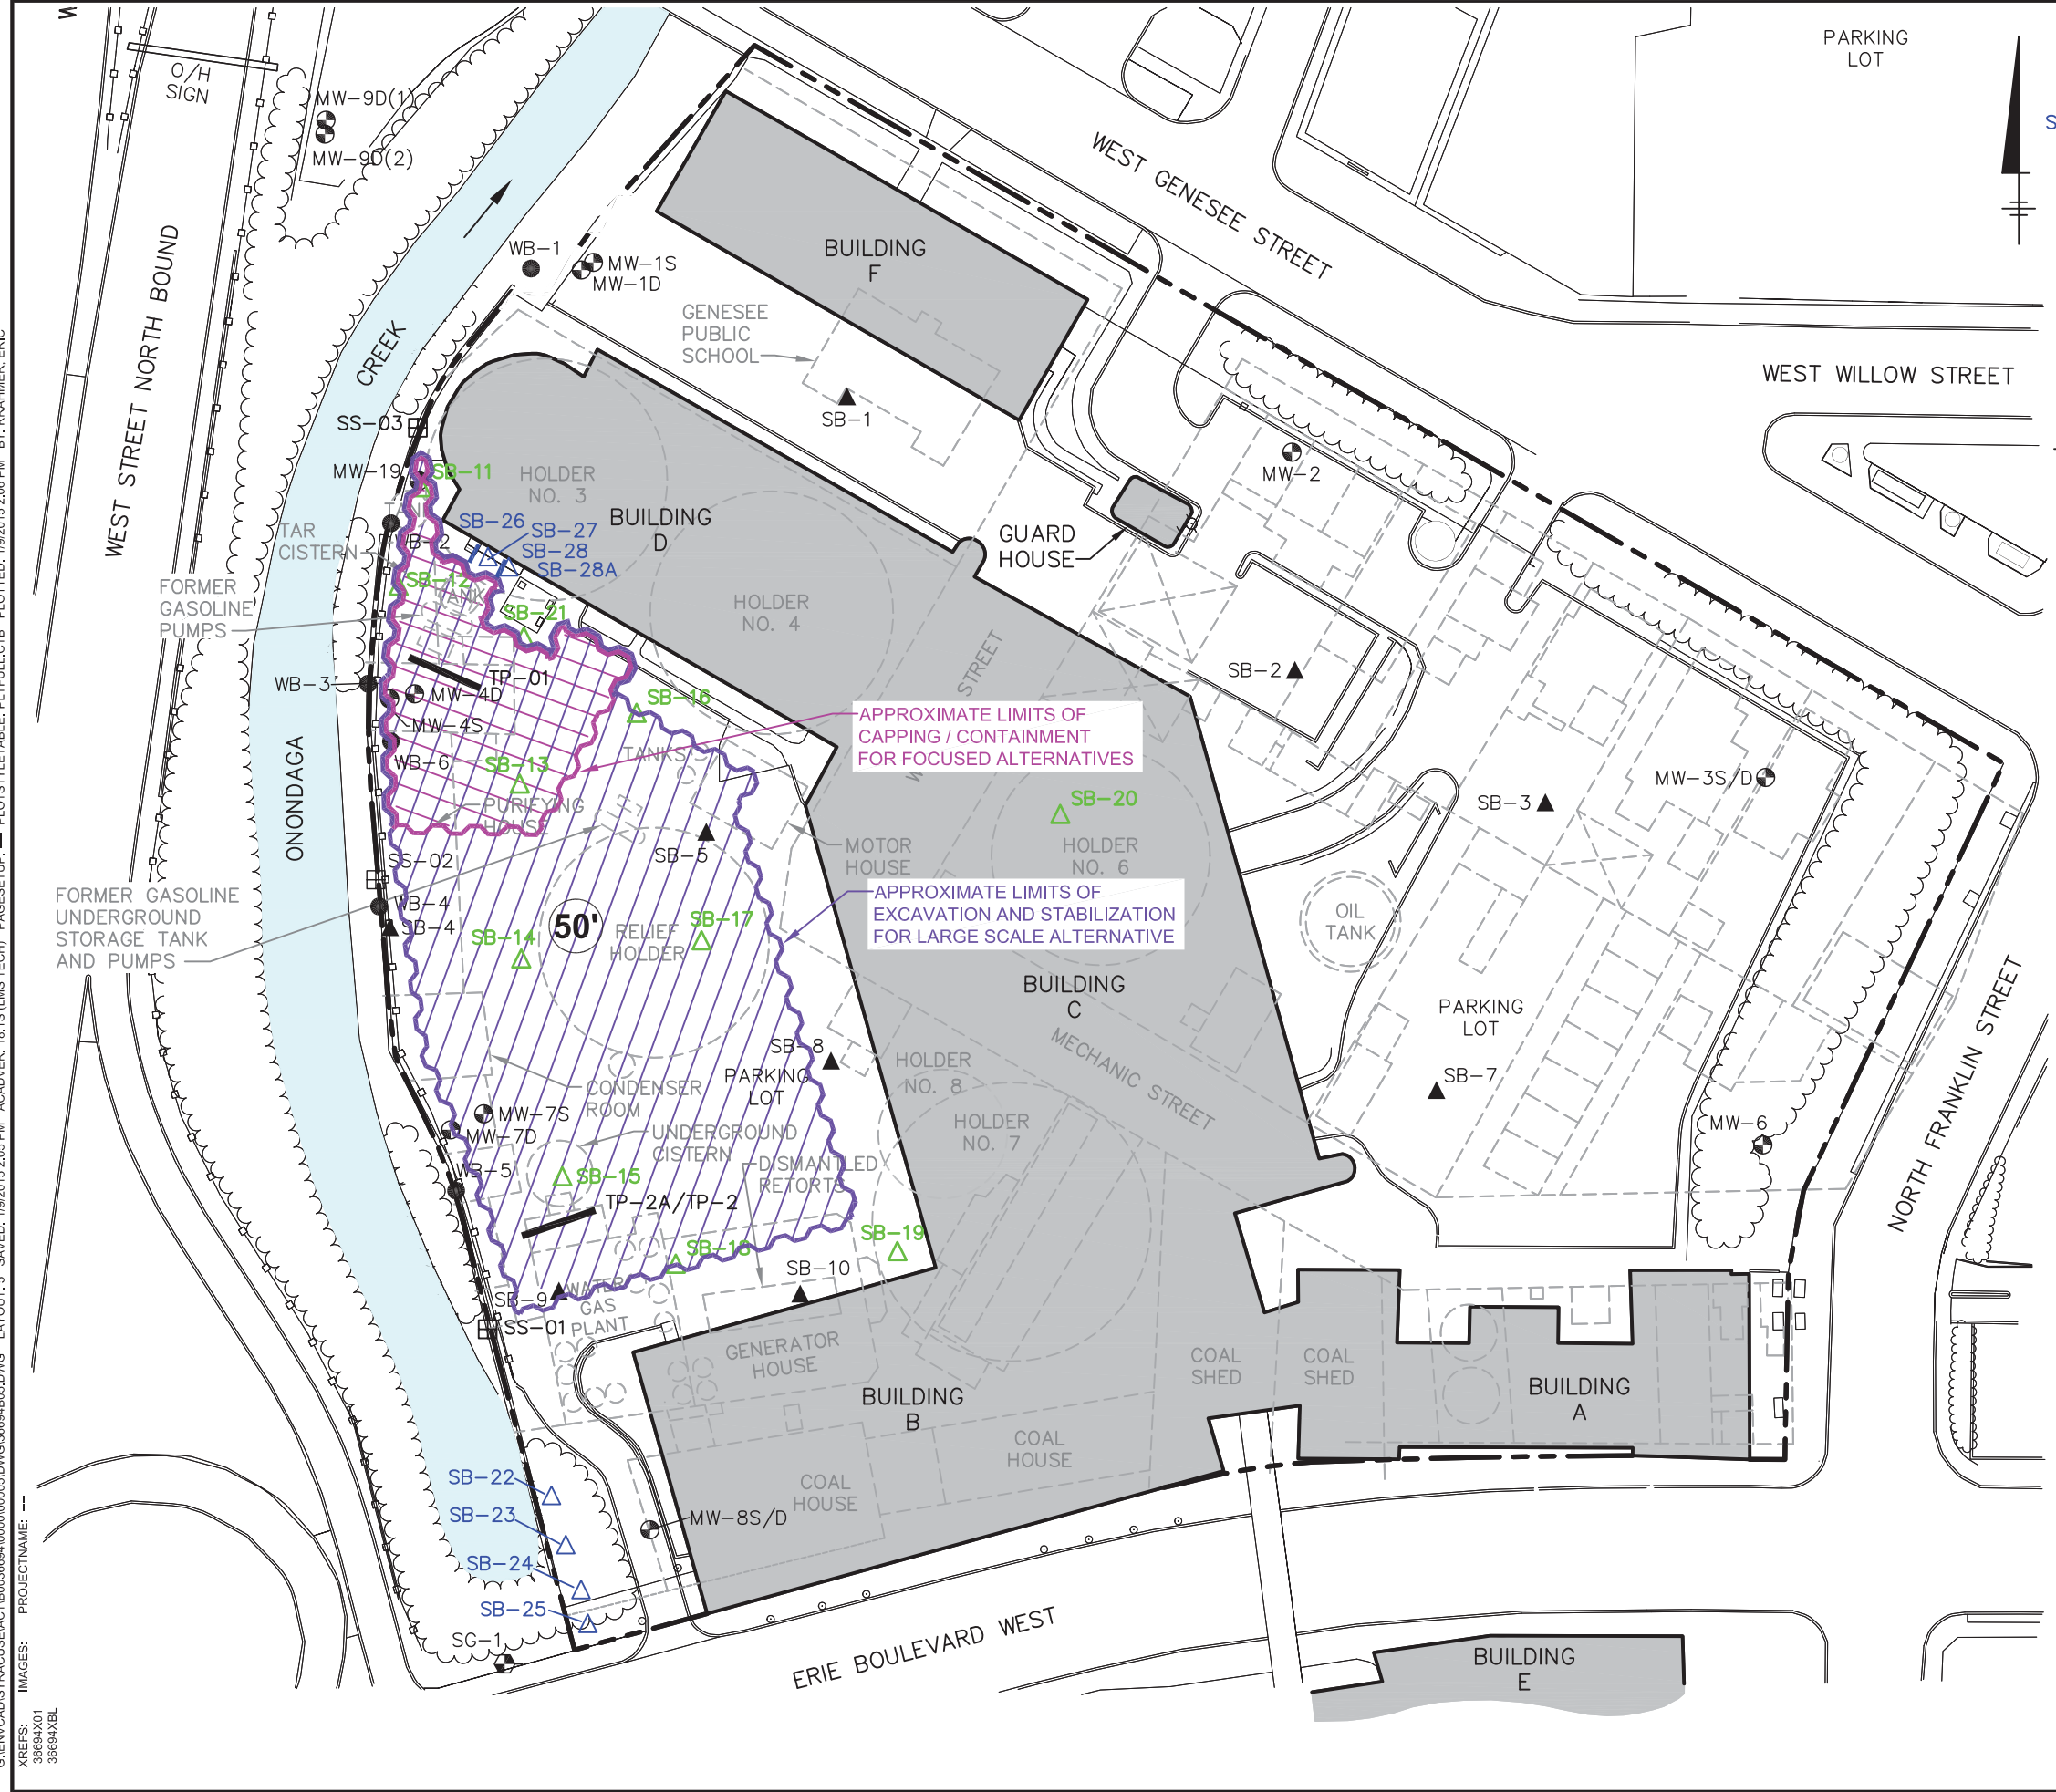 W
O/H
SIGN
MW-9D(1)
MW-9D(2)
WEST STREET NORTH BOUND
CREEK
ONONDAGA
PARKING
LOT
S
WEST GENESEE STREET
WEST WILLOW STREET
NORTH FRANKLIN STREET
ERIE BOULEVARD WEST
WB-1
MW-1S
MW-1D
BUILDING
F
GENESEE
PUBLIC
SCHOOL
SB-1
MW-2
GUARD
HOUSE
SS-03
MW-19
SB-11
HOLDER
NO. 3
BUILDING
D
SB-26
SB-27
SB-28
SB-28A
TAR
CISTERN
WB-2
SB-12
TANK
FORMER
GASOLINE
PUMPS
SB-21
HOLDER
NO. 4
STREET
SB-2
WB-3
TP-01
MW-4D
MW-4S
WB-6
SB-16
TANKS
SB-13
PURIFYING
HOUSE
APPROXIMATE LIMITS OF
CAPPING / CONTAINMENT
FOR FOCUSED ALTERNATIVES
SB-20
SB-3
MW-3S/D
SB-5
MOTOR
HOUSE
HOLDER
NO. 6
SS-02
WB-4
SB-4
FORMER GASOLINE
UNDERGROUND
STORAGE TANK
AND PUMPS
APPROXIMATE LIMITS OF
EXCAVATION AND STABILIZATION
FOR LARGE SCALE ALTERNATIVE
50'
RELIEF
HOLDER
SB-14
SB-17
OIL
TANK
BUILDING
C
PARKING
LOT
MECHANIC STREET
SB-8
PARKING
LOT
HOLDER
NO. 8
SB-7
CONDENSER
ROOM
MW-7S
MW-7D
UNDERGROUND
CISTERN
HOLDER
NO. 7
MW-6
WB-5
SB-15
DISMANTLED
RETORTS
TP-2A/TP-2
SB-18
SB-19
SB-10
SB-9
WATER
GAS
PLANT
SS-01
GENERATOR
HOUSE
COAL
SHED
COAL
SHED
BUILDING
A
BUILDING
B
COAL
HOUSE
COAL
HOUSE
SB-22
SB-23
SB-24
SB-25
MW-8S/D
SG-1
BUILDING
E
XREFS:
36694X01
36694XBL
IMAGES:
PROJECTNAME: ---